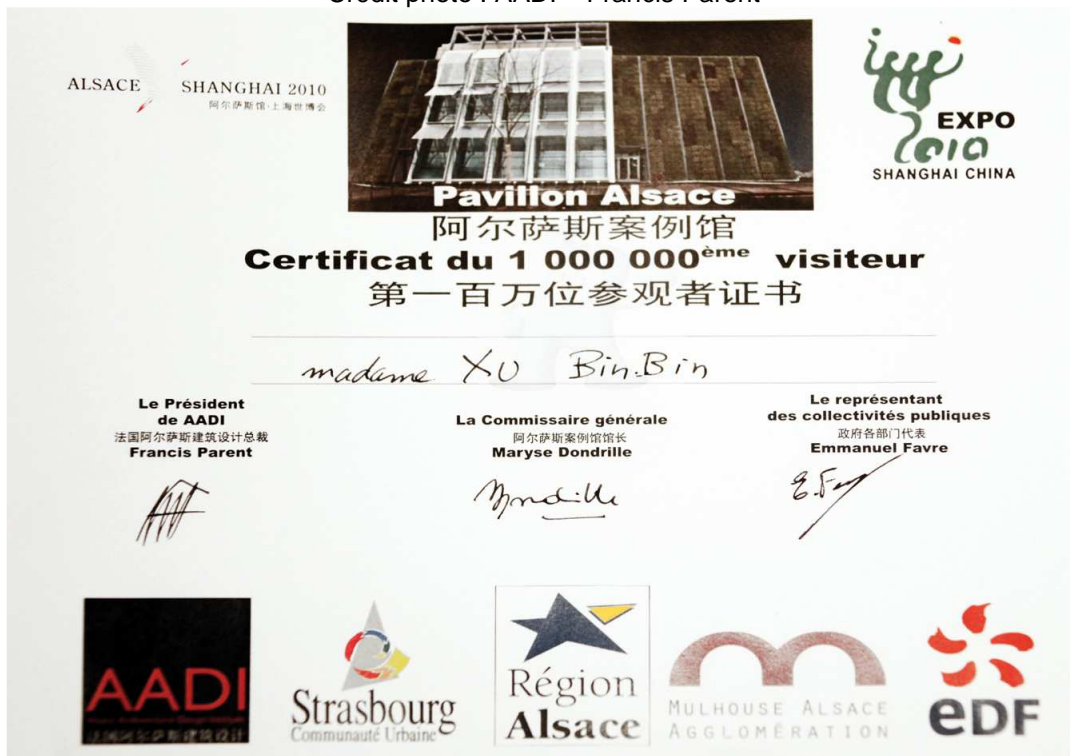 Crédit photo : AADI – Francis Parent
ALSACE SHANGHAI 2010
阿尔萨斯馆·上海世博会
EXPO
2010
SHANGHAI CHINA
Pavillon Alsace
阿尔萨斯案例馆
Certificat du 1 000 000ème visiteur
第一百万位参观者证书
madame XU Bin.Bin
Le Président
de AADI
法国阿尔萨斯建筑设计总裁
Francis Parent
La Commissaire générale
阿尔萨斯案例馆馆长
Maryse Dondrille
Le représentant
des collectivités publiques
政府各部门代表
Emmanuel Favre
E.Fav
AADI
法国阿尔萨斯建筑设计
Strasbourg
Communauté Urbaine
Région
Alsace
MULHOUSE ALSACE
AGGLOMÉRATION
eDF